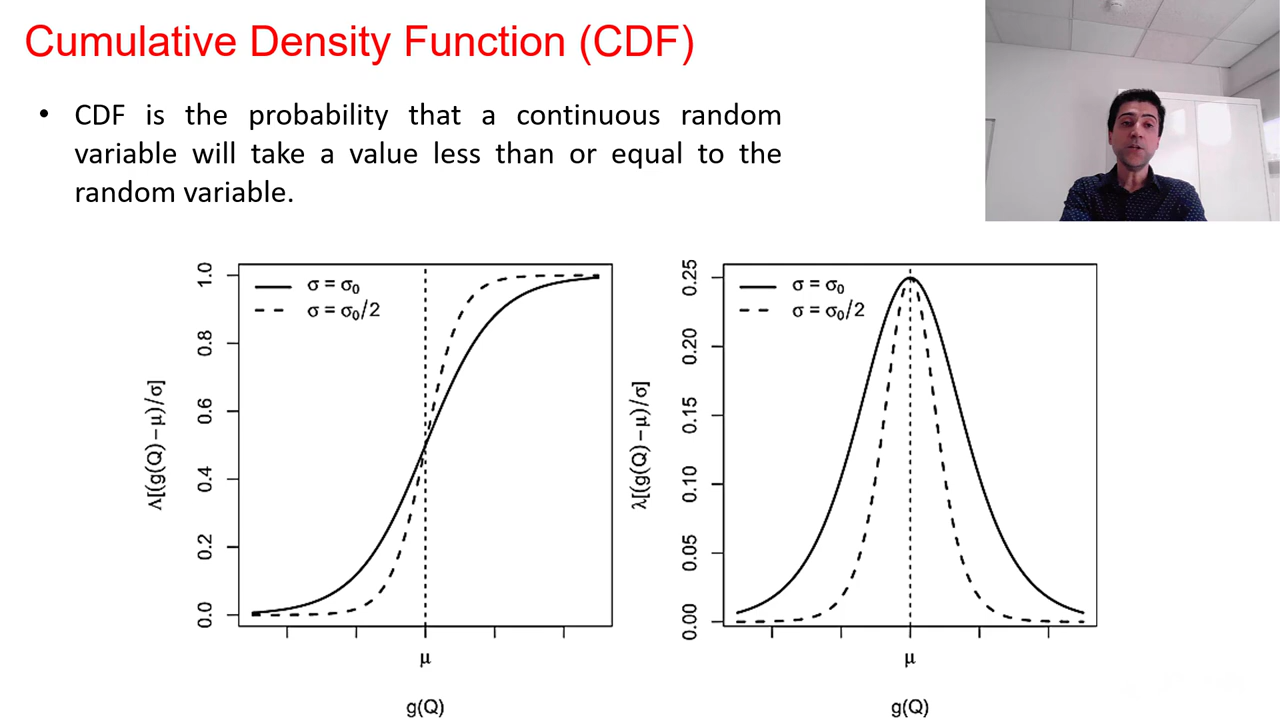 Cumulative Density Function (CDF)
• CDF is the probability that a continuous random
variable will take a value less than or equal to the
random variable.
σ = σ₀
σ = σ₀/2
Λ[(g(Q)−μ)/σ]
1.0
0.8
0.6
0.4
0.2
0.0
μ
g(Q)
σ = σ₀
σ = σ₀/2
λ[(g(Q)−μ)/σ]
0.25
0.20
0.15
0.10
0.05
0.00
μ
g(Q)